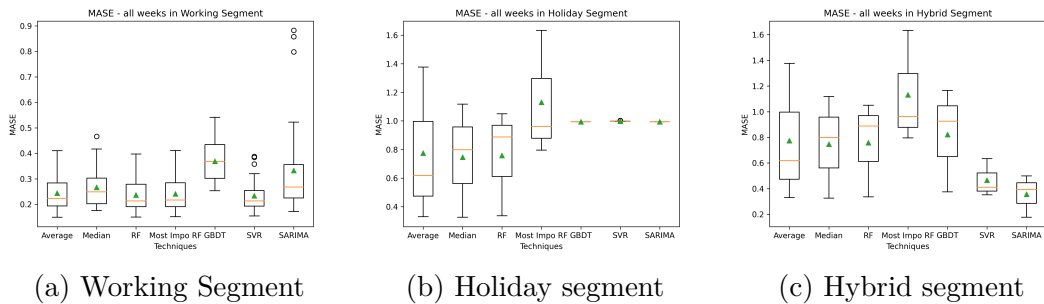 MASE - all weeks in Working Segment
0.9
0.8
0.7
0.6
0.5
0.4
0.3
0.2
MASE
Average Median RF Most Impo RF GBDT SVR SARIMA
Techniques
(a) Working Segment
MASE - all weeks in Holiday Segment
1.6
1.4
1.2
1.0
0.8
0.6
0.4
MASE
Average Median RF Most Impo RF GBDT SVR SARIMA
Techniques
(b) Holiday segment
MASE - all weeks in Hybrid Segment
1.6
1.4
1.2
1.0
0.8
0.6
0.4
0.2
MASE
Average Median RF Most Impo RF GBDT SVR SARIMA
Techniques
(c) Hybrid segment